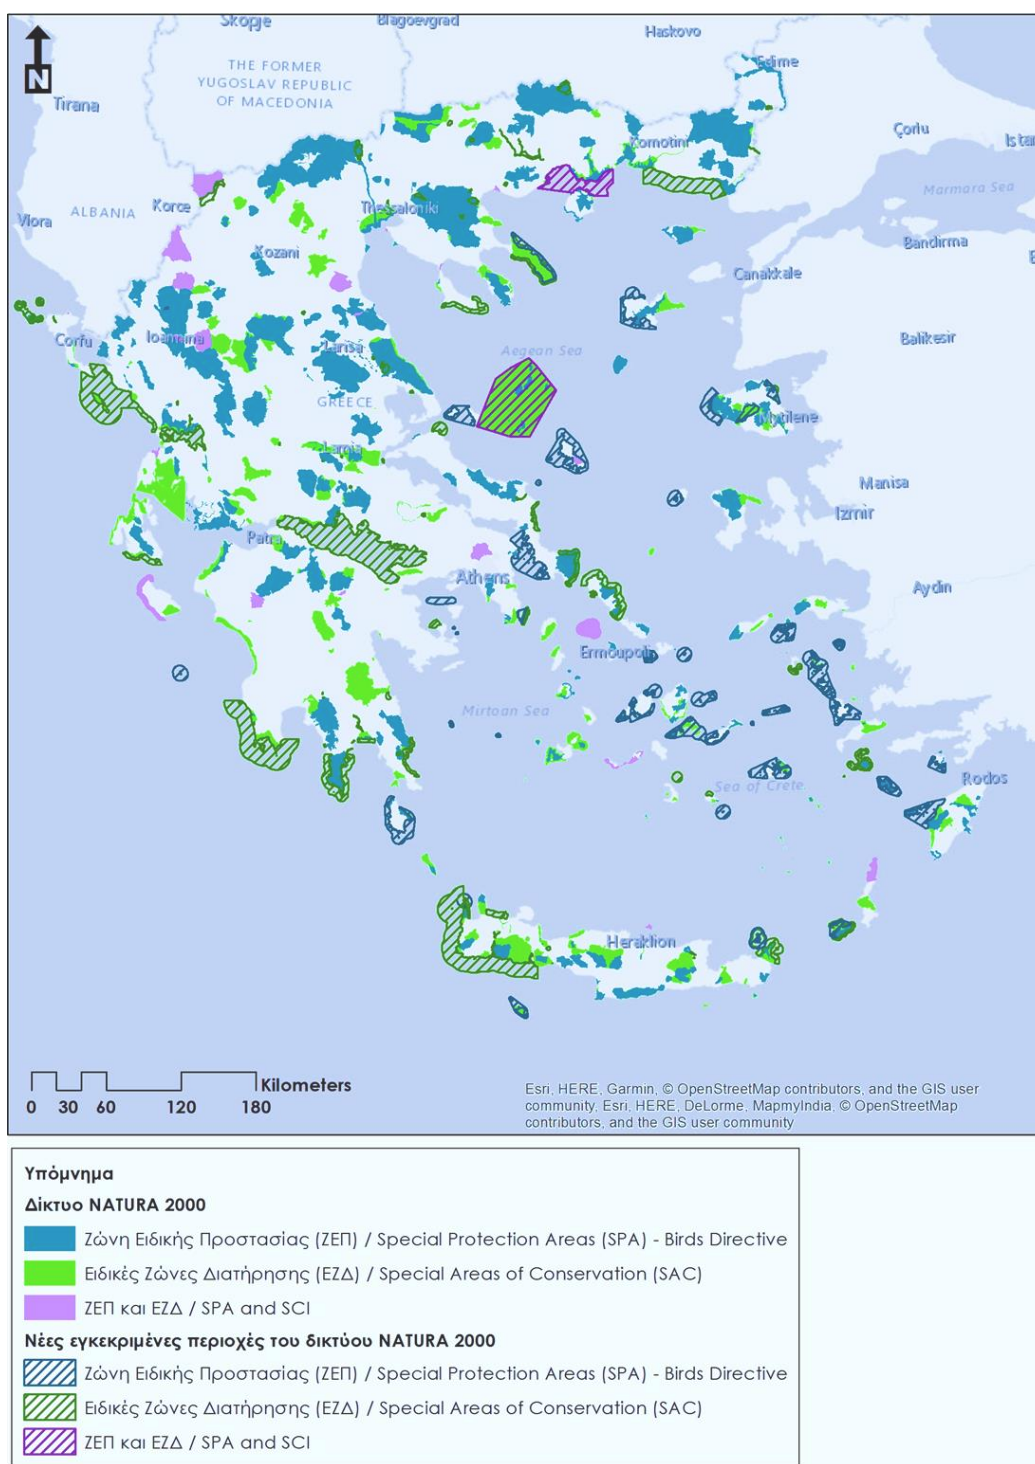 N
Skopje
Blagoevgrad
Haskovo
Edirne
THE FORMER
YUGOSLAV REPUBLIC
OF MACEDONIA
Tirana
Komotini
Çorlu
Istan
Marmara Sea
ALBANIA
Korce
Vlora
Thessaloniki
Bandırma
Kozani
Canakkale
Corfu
Ioannina
Larisa
Aegean Sea
Balikesir
GREECE
Mytilene
Lamia
Manisa
Izmir
Patra
Athens
Aydin
Ermoupoli
Mirtoan Sea
Sea of Crete
Rodos
Heraklion
Kilometers
0 30 60 120 180
Esri, HERE, Garmin, © OpenStreetMap contributors, and the GIS user
community, Esri, HERE, DeLorme, MapmyIndia, © OpenStreetMap
contributors, and the GIS user community
Υπόμνημα
Δίκτυο NATURA 2000
Ζώνη Ειδικής Προστασίας (ΖΕΠ) / Special Protection Areas (SPA) - Birds Directive
Ειδικές Ζώνες Διατήρησης (ΕΖΔ) / Special Areas of Conservation (SAC)
ΖΕΠ και ΕΖΔ / SPA and SCI
Νέες εγκεκριμένες περιοχές του δικτύου NATURA 2000
Ζώνη Ειδικής Προστασίας (ΖΕΠ) / Special Protection Areas (SPA) - Birds Directive
Ειδικές Ζώνες Διατήρησης (ΕΖΔ) / Special Areas of Conservation (SAC)
ΖΕΠ και ΕΖΔ / SPA and SCI